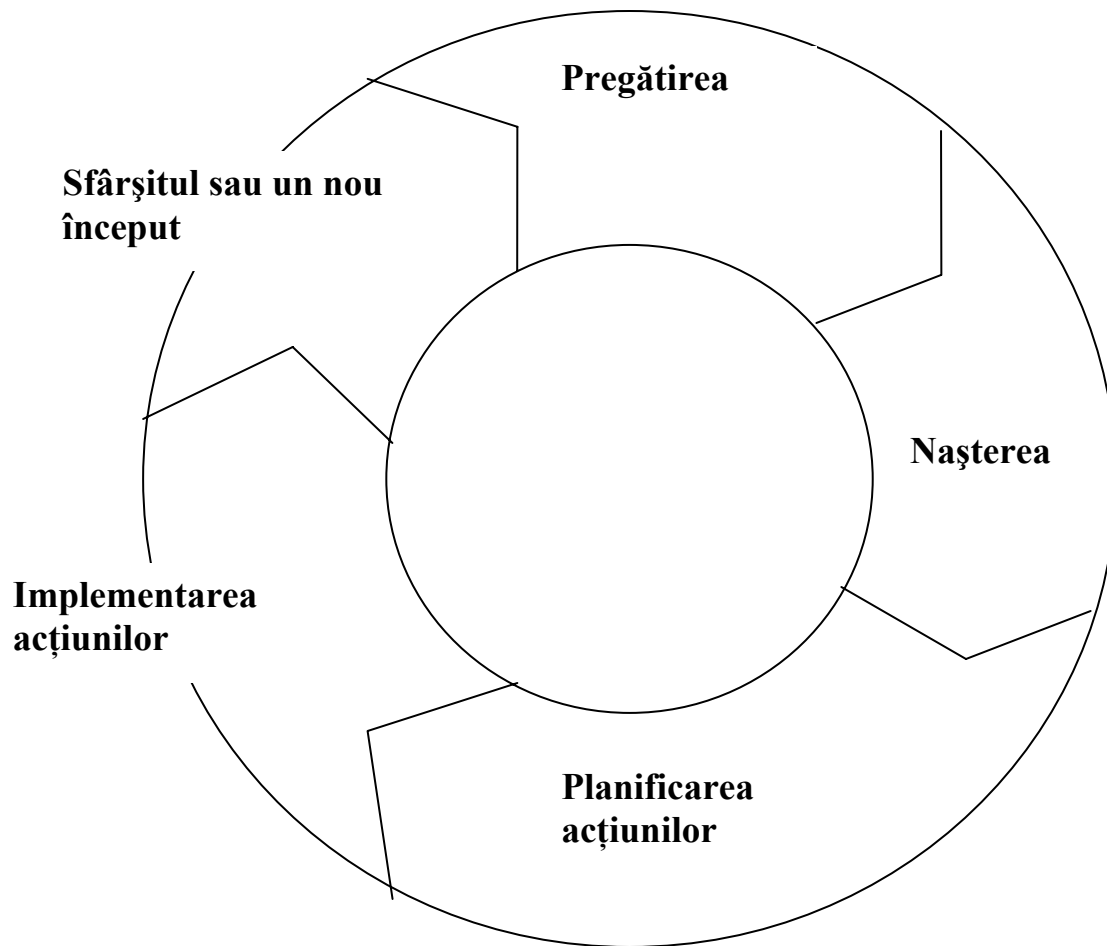 Pregătirea
Sfârşitul sau un nou
început
Naşterea
Implementarea
acțiunilor
Planificarea
acțiunilor